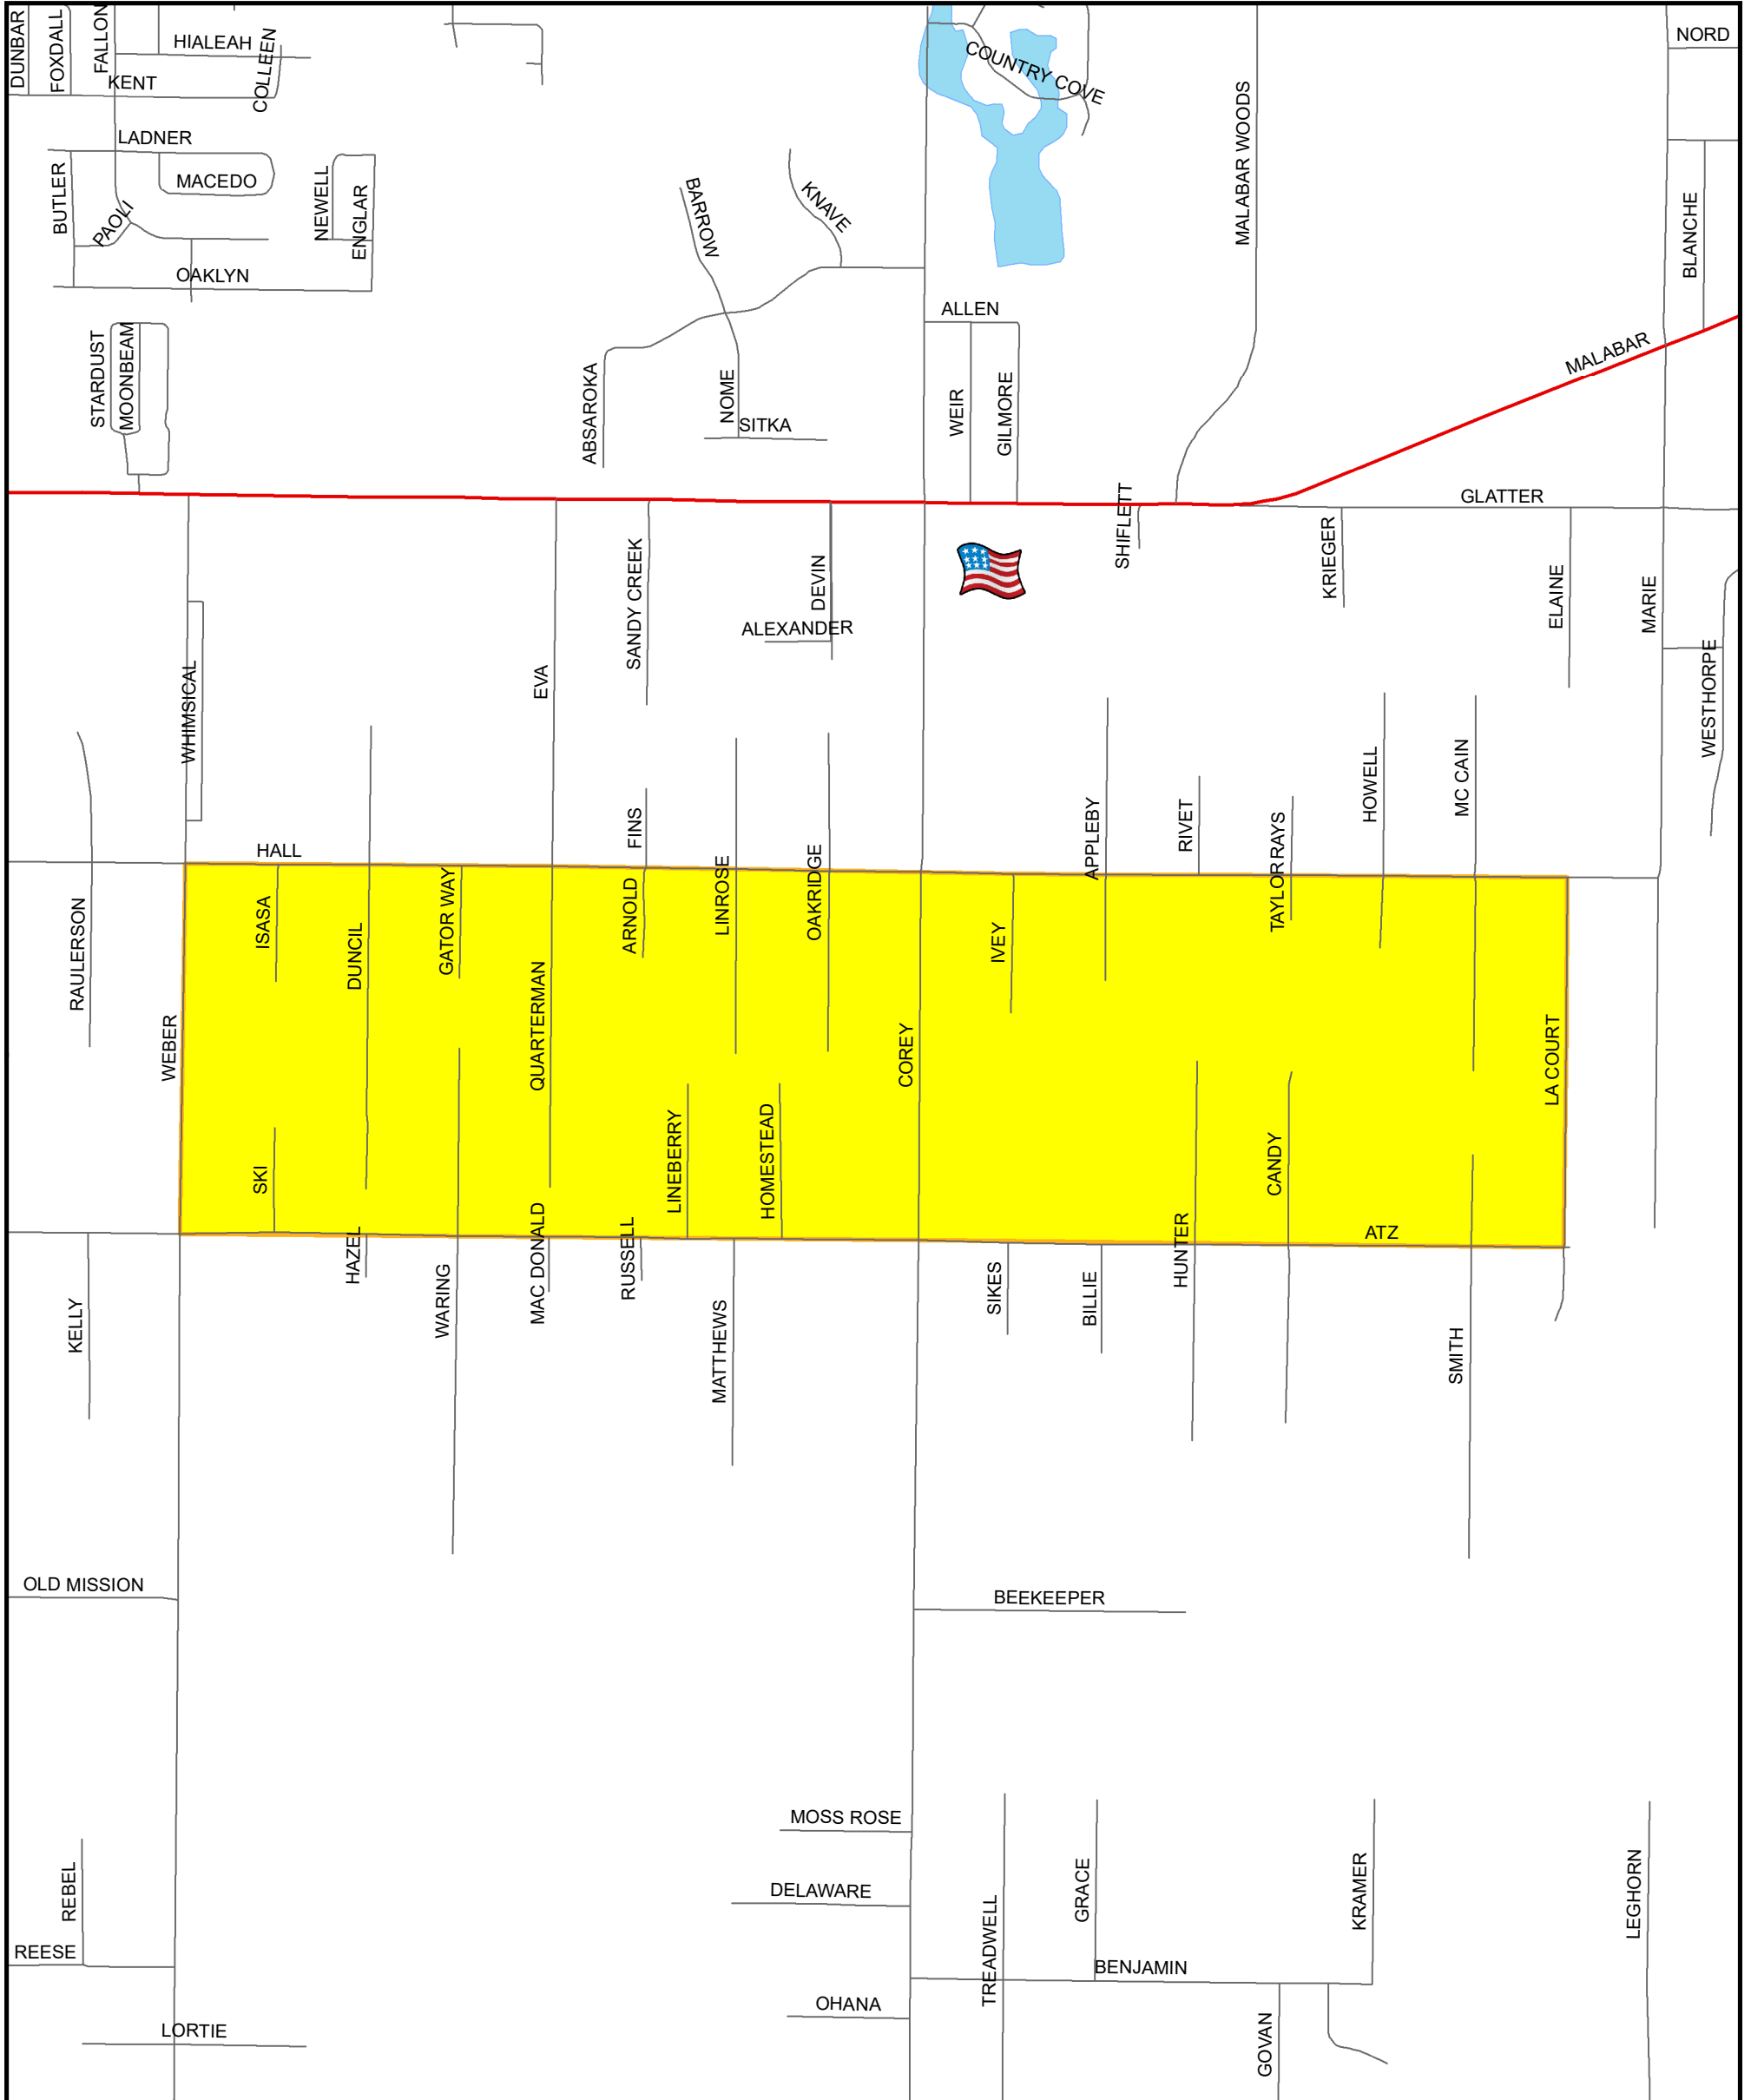 DUNBAR
FOXDALL
FALLON
HIALEAH
COLLEEN
KENT
COUNTRY COVE
NORD
LADNER
MACEDO
BUTLER
PAOLI
NEWELL
ENGLAR
OAKLYN
BARROW
KNAVE
MALABAR WOODS
BLANCHE
ALLEN
STARDUST
MOONBEAM
ABSAROKA
NOME
SITKA
WEIR
GILMORE
MALABAR
GLATTER
SHIFLETT
KRIEGER
SANDY CREEK
DEVIN
ALEXANDER
ELAINE
MARIE
WHIMSICAL
EVA
WESTHORPE
FINS
APPLEBY
RIVET
HOWELL
MC CAIN
HALL
TAYLOR RAYS
LINROSE
OAKRIDGE
RAULERSON
ISASA
DUNCIL
GATOR WAY
ARNOLD
IVEY
WEBER
QUARTERMAN
COREY
LA COURT
SKI
LINEBERRY
HOMESTEAD
CANDY
ATZ
HAZEL
MAC DONALD
RUSSELL
HUNTER
KELLY
WARING
MATTHEWS
SIKES
BILLIE
SMITH
OLD MISSION
BEEKEEPER
MOSS ROSE
REBEL
DELAWARE
TREADWELL
GRACE
KRAMER
LEGHORN
REESE
BENJAMIN
OHANA
LORTIE
GOVAN